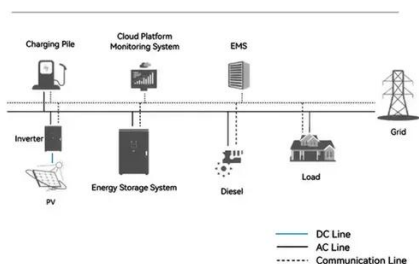 Charging Pile
Cloud Platform
Monitoring System
EMS
Grid
Inverter
PV
Energy Storage System
Diesel
Load
DC Line
AC Line
Communication Line